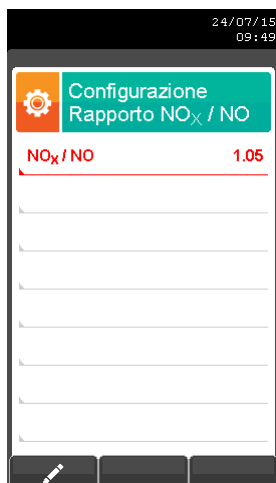 24/07/15
09:49
Configurazione
Rapporto NOX / NO
NOX / NO 1.05